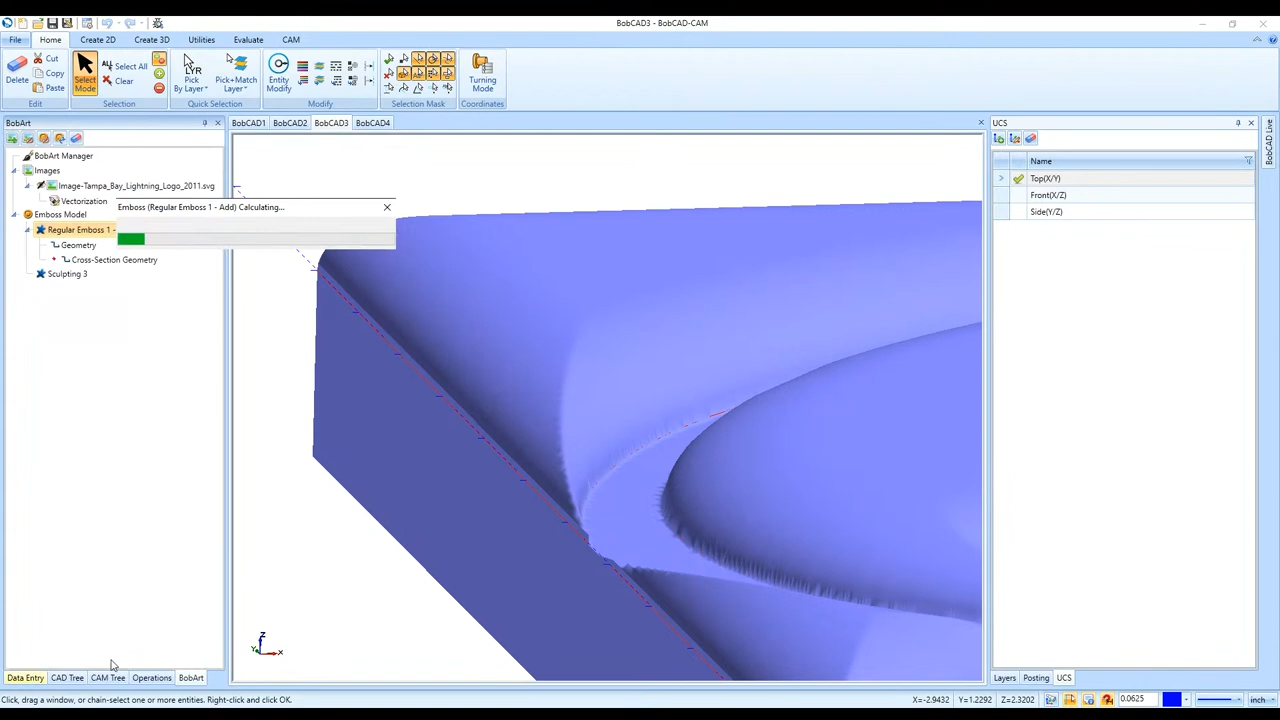 BobCAD3 - BobCAD-CAM
File
Home
Create 2D
Create 3D
Utilities
Evaluate
CAM
Delete
Cut
Copy
Paste
Edit
Select Mode
Select All
Clear
Selection
LYR
Pick By Layer
Pick+Match Layer
Quick Selection
Entity Modify
Modify
Selection Mask
Turning Mode
Coordinates
BobArt
BobCAD1
BobCAD2
BobCAD3
BobCAD4
UCS
BobCAD Live
BobArt Manager
Images
Image-Tampa_Bay_Lightning_Logo_2011.svg
Vectorization
Emboss Model
Regular Emboss 1 -
Geometry
Cross-Section Geometry
Sculpting 3
Emboss (Regular Emboss 1 - Add) Calculating...
Name
Top(X/Y)
Front(X/Z)
Side(Y/Z)
Z
Y
X
Data Entry
CAD Tree
CAM Tree
Operations
BobArt
Layers
Posting
UCS
Click, drag a window, or chain-select one or more entities. Right-click and click OK.
X=-2.9432
Y=1.2292
Z=2.3202
0.0625
inch